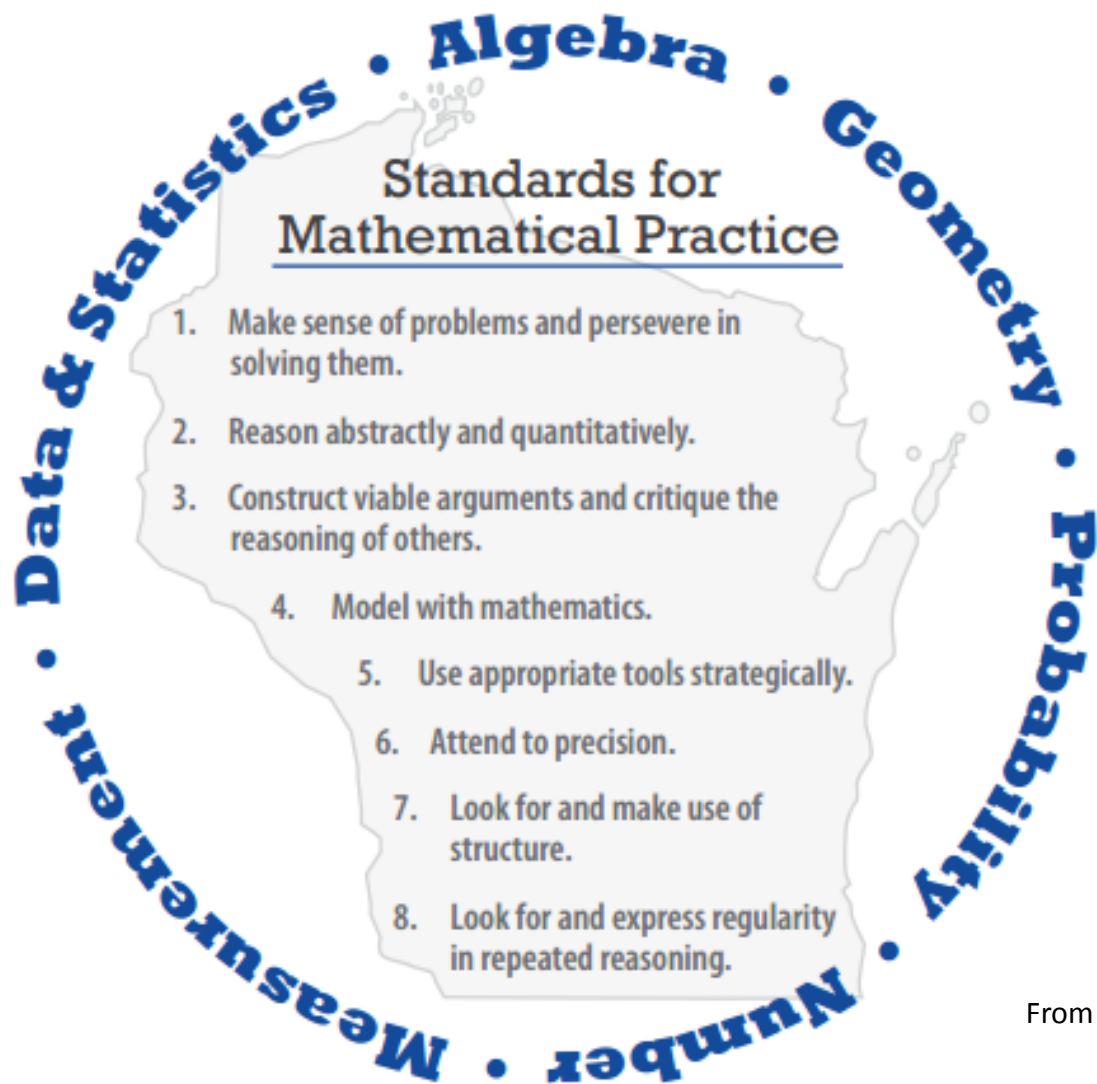 Algebra • Geometry • Probability • Number • Measurement • Data & Statistics •
Standards for
Mathematical Practice
1. Make sense of problems and persevere in
solving them.
2. Reason abstractly and quantitatively.
3. Construct viable arguments and critique the
reasoning of others.
4. Model with mathematics.
5. Use appropriate tools strategically.
6. Attend to precision.
7. Look for and make use of
structure.
8. Look for and express regularity
in repeated reasoning.
From